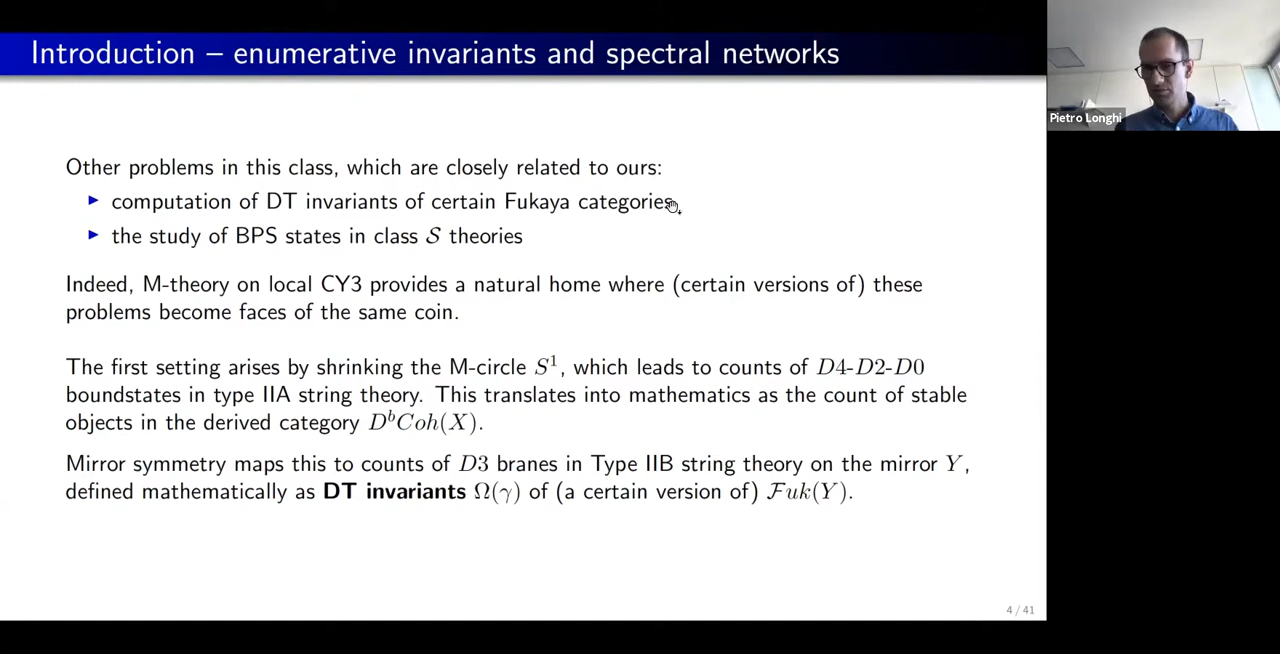 Introduction – enumerative invariants and spectral networks
Pietro Longhi
Other problems in this class, which are closely related to ours:
▶ computation of DT invariants of certain Fukaya categories
▶ the study of BPS states in class 𝒮 theories
Indeed, M-theory on local CY3 provides a natural home where (certain versions of) these
problems become faces of the same coin.
The first setting arises by shrinking the M-circle S¹, which leads to counts of D4-D2-D0
boundstates in type IIA string theory. This translates into mathematics as the count of stable
objects in the derived category DᵇCoh(X).
Mirror symmetry maps this to counts of D3 branes in Type IIB string theory on the mirror Y,
defined mathematically as DT invariants Ω(γ) of (a certain version of) ℱuk(Y).
4 / 41